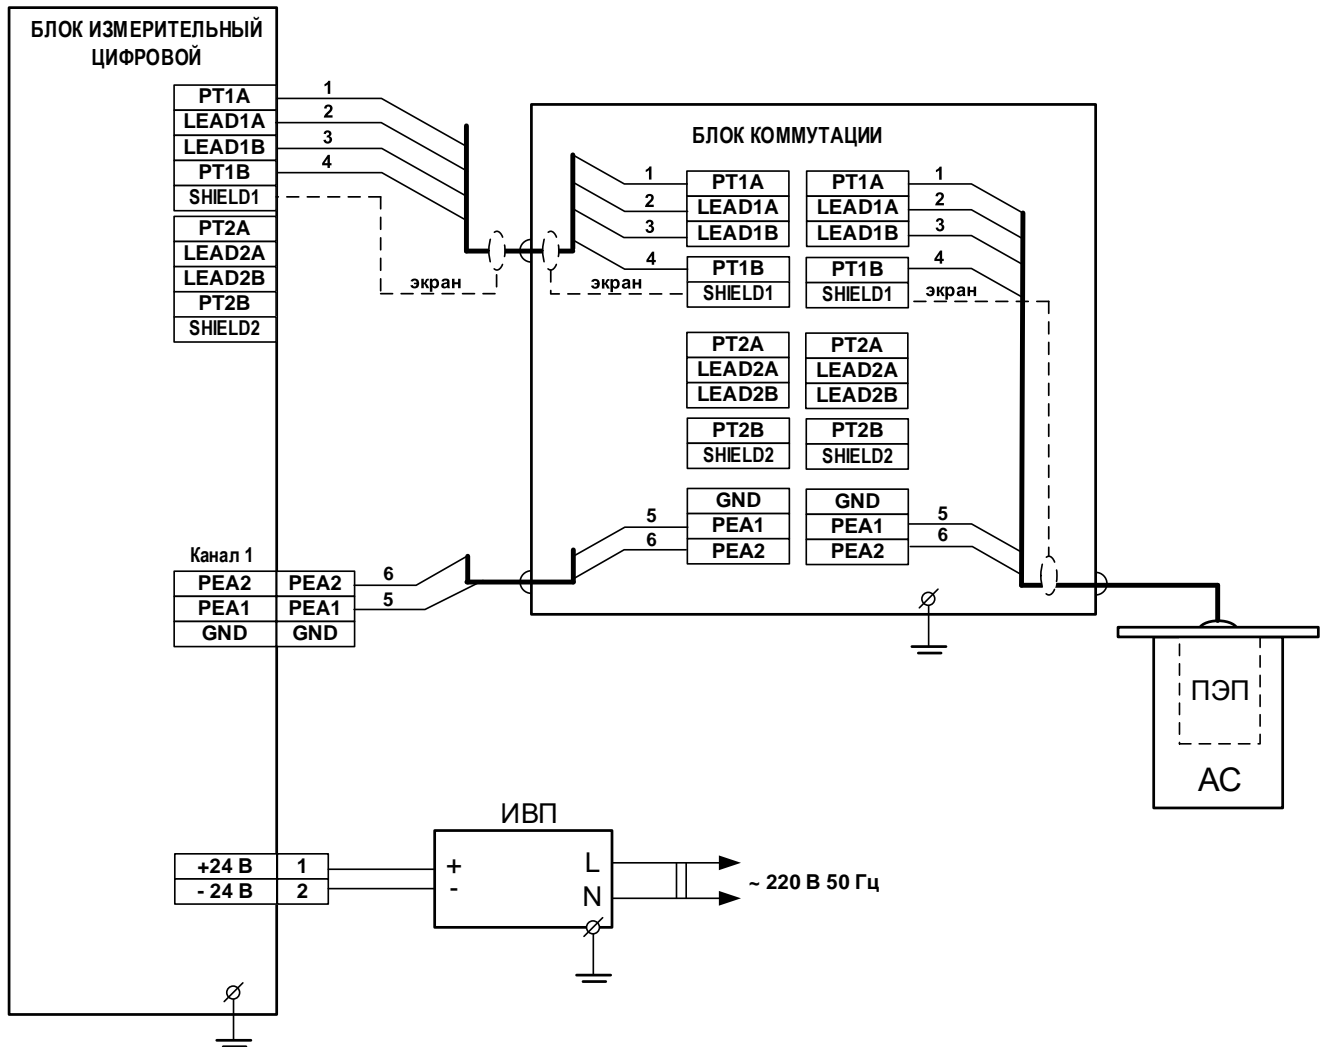 БЛОК ИЗМЕРИТЕЛЬНЫЙ
ЦИФРОВОЙ
PT1A
LEAD1A
LEAD1B
PT1B
SHIELD1
PT2A
LEAD2A
LEAD2B
PT2B
SHIELD2
1
2
3
4
экран
БЛОК КОММУТАЦИИ
1
2
3
4
экран
PT1A
LEAD1A
LEAD1B
PT1B
SHIELD1
PT2A
LEAD2A
LEAD2B
PT2B
SHIELD2
GND
PEA1
PEA2
5
6
PT1A
LEAD1A
LEAD1B
PT1B
SHIELD1
PT2A
LEAD2A
LEAD2B
PT2B
SHIELD2
GND
PEA1
PEA2
1
2
3
4
экран
5
6
Канал 1
PEA2 PEA2 6
PEA1 PEA1 5
GND GND
ПЭП
АС
ИВП
+24 В 1
- 24 В 2
+ L
- N
~ 220 В 50 Гц